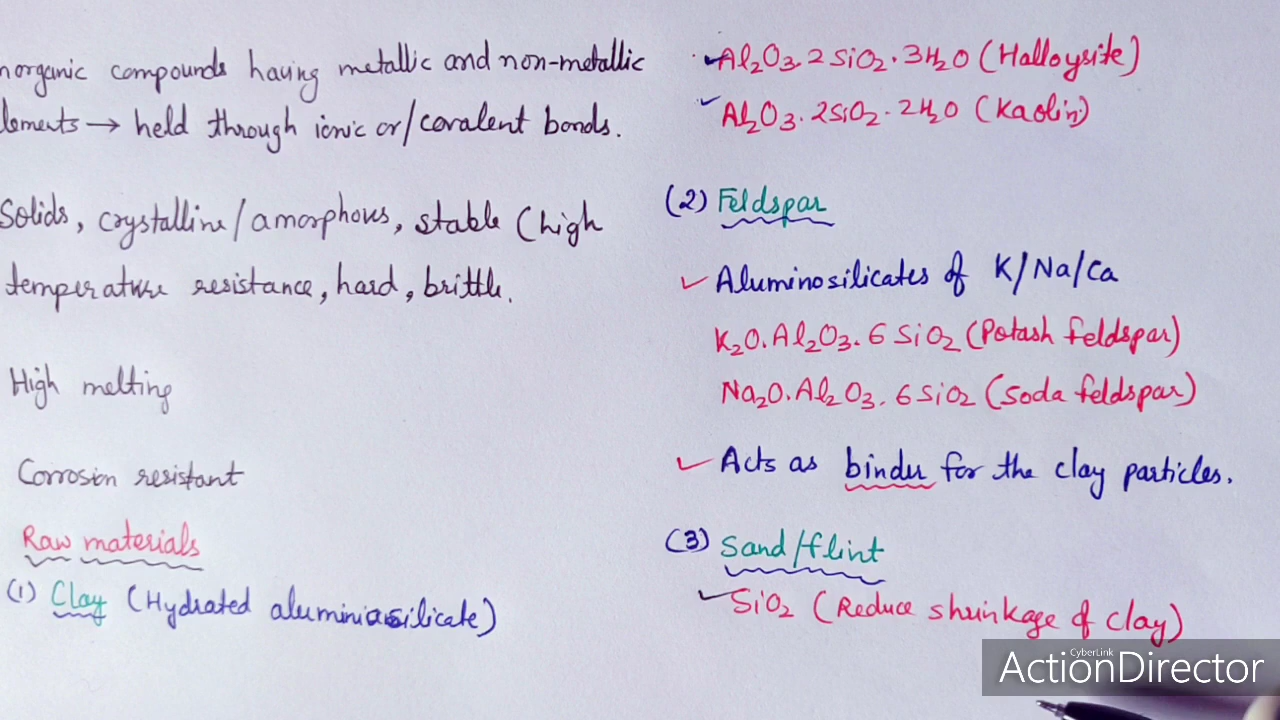 norganic compounds having metallic and non-metallic
lements → held through ionic or/covalent bonds.
Solids, crystalline/amorphous, stable (high
temperature resistance, hard, brittle.
High melting
Corrosion resistant
Raw materials
(1) Clay (Hydrated aluminiasilicate)
Al₂O₃.2SiO₂.3H₂O (Halloysite)
Al₂O₃.2SiO₂.2H₂O (Kaolin)
(2) Feldspar
Aluminosilicates of K/Na/Ca
K₂O.Al₂O₃.6SiO₂ (Potash feldspar)
Na₂O.Al₂O₃.6SiO₂ (Soda feldspar)
Acts as binder for the clay particles.
(3) Sand/flint
SiO₂ (Reduce shrinkage of clay)
CyberLink
ActionDirector